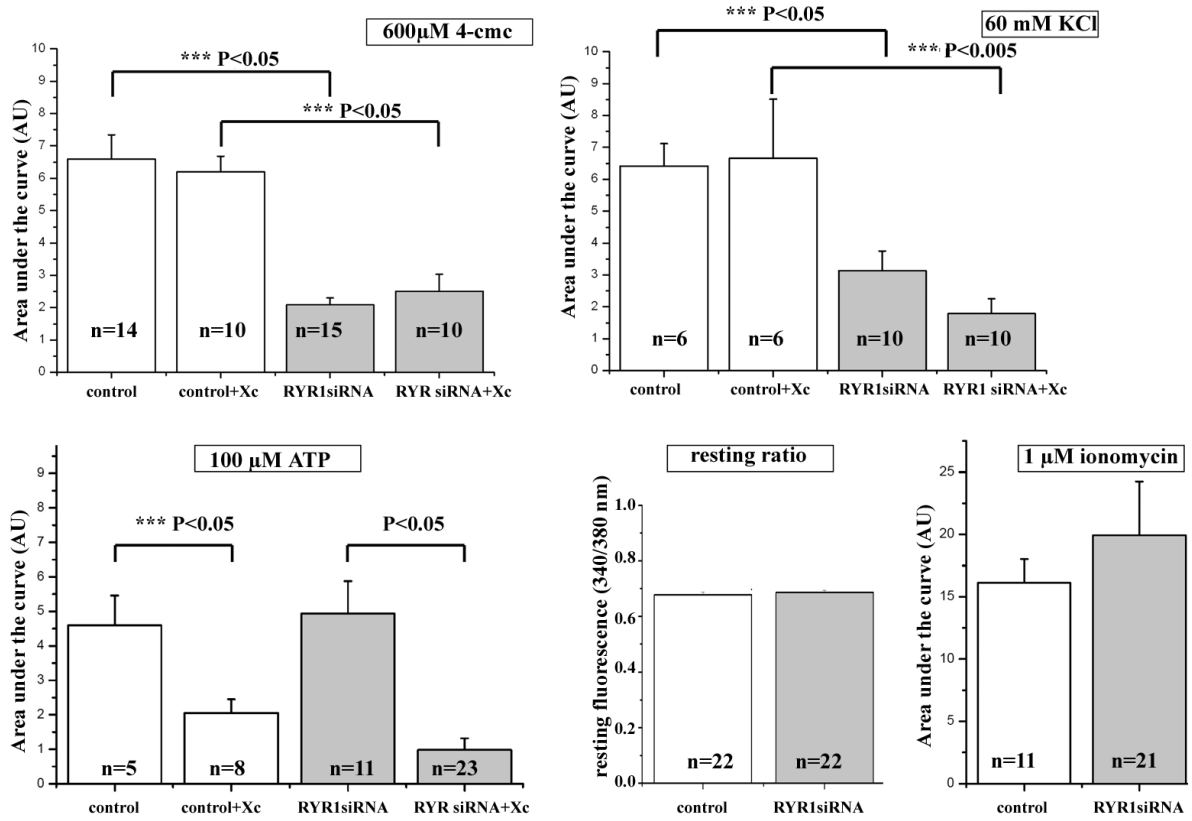 600µM 4-cmc
Area under the curve (AU)
10
9
8
7
6
5
4
3
2
1
0
*** P<0.05
*** P<0.05
n=14
n=10
n=15
n=10
control
control+Xc
RYR1siRNA
RYR siRNA+Xc
60 mM KCl
Area under the curve (AU)
10
9
8
7
6
5
4
3
2
1
0
*** P<0.05
*** P<0.005
n=6
n=6
n=10
n=10
control
control+Xc
RYR1siRNA
RYR1 siRNA+Xc
100 µM ATP
Area under the curve (AU)
9
8
7
6
5
4
3
2
1
0
*** P<0.05
P<0.05
n=5
n=8
n=11
n=23
control
control+Xc
RYR1siRNA
RYR siRNA+Xc
resting ratio
resting fluorescence (340/380 nm)
1.0
0.8
0.6
0.4
0.2
0.0
n=22
n=22
control
RYR1siRNA
1 µM ionomycin
Area under the curve (AU)
25
20
15
10
5
0
n=11
n=21
control
RYR1siRNA